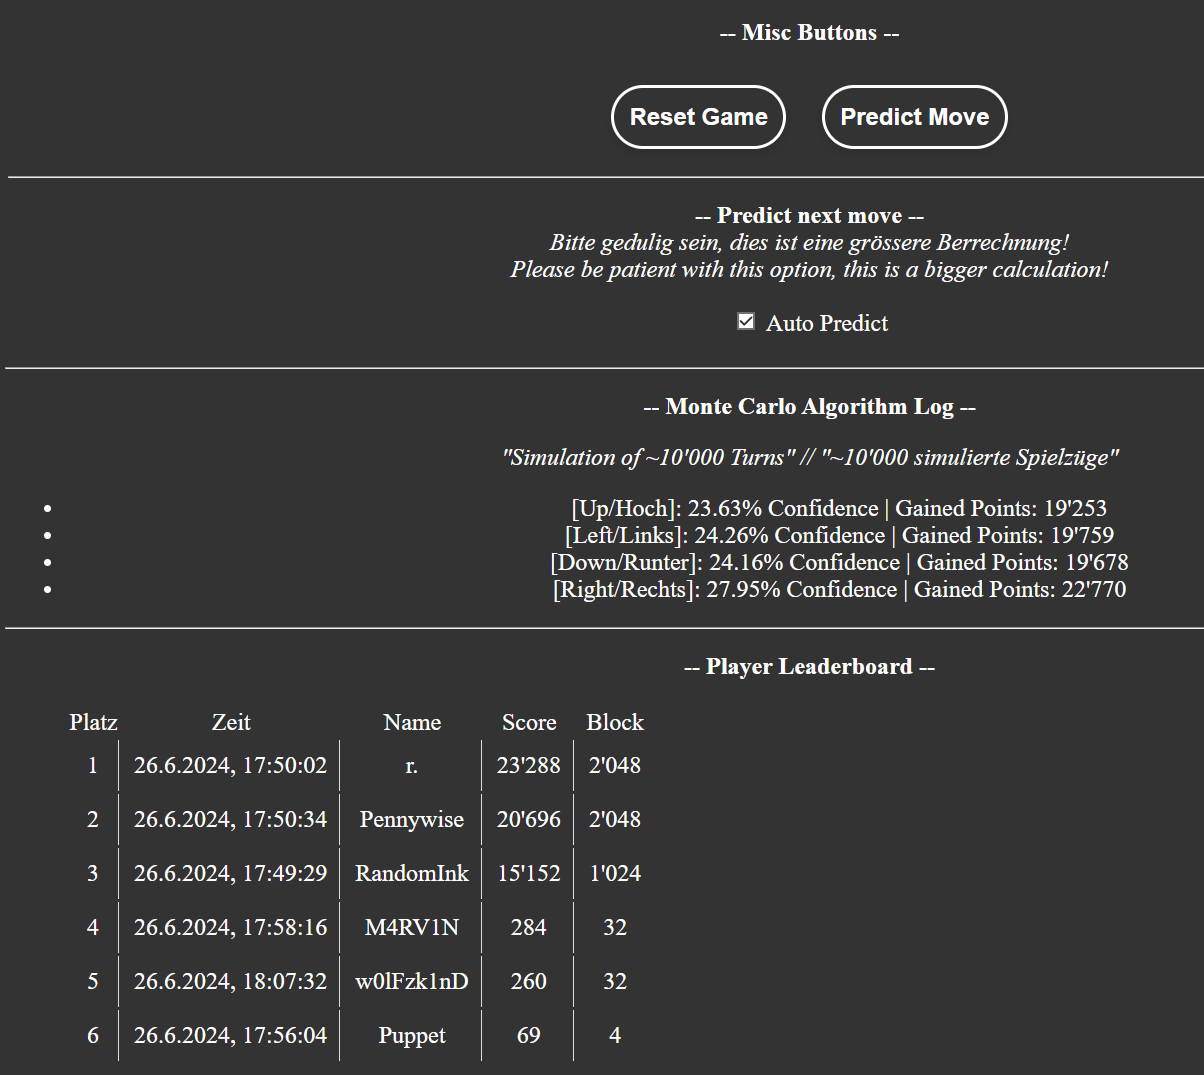 -- Misc Buttons --
Reset Game Predict Move
-- Predict next move --
Bitte gedulig sein, dies ist eine grössere Berrechnung!
Please be patient with this option, this is a bigger calculation!
Auto Predict
-- Monte Carlo Algorithm Log --
"Simulation of ~10'000 Turns" // "~10'000 simulierte Spielzüge"
[Up/Hoch]: 23.63% Confidence | Gained Points: 19'253
[Left/Links]: 24.26% Confidence | Gained Points: 19'759
[Down/Runter]: 24.16% Confidence | Gained Points: 19'678
[Right/Rechts]: 27.95% Confidence | Gained Points: 22'770
-- Player Leaderboard --
Platz Zeit Name Score Block
1 26.6.2024, 17:50:02 r. 23'288 2'048
2 26.6.2024, 17:50:34 Pennywise 20'696 2'048
3 26.6.2024, 17:49:29 RandomInk 15'152 1'024
4 26.6.2024, 17:58:16 M4RV1N 284 32
5 26.6.2024, 18:07:32 w0lFzk1nD 260 32
6 26.6.2024, 17:56:04 Puppet 69 4